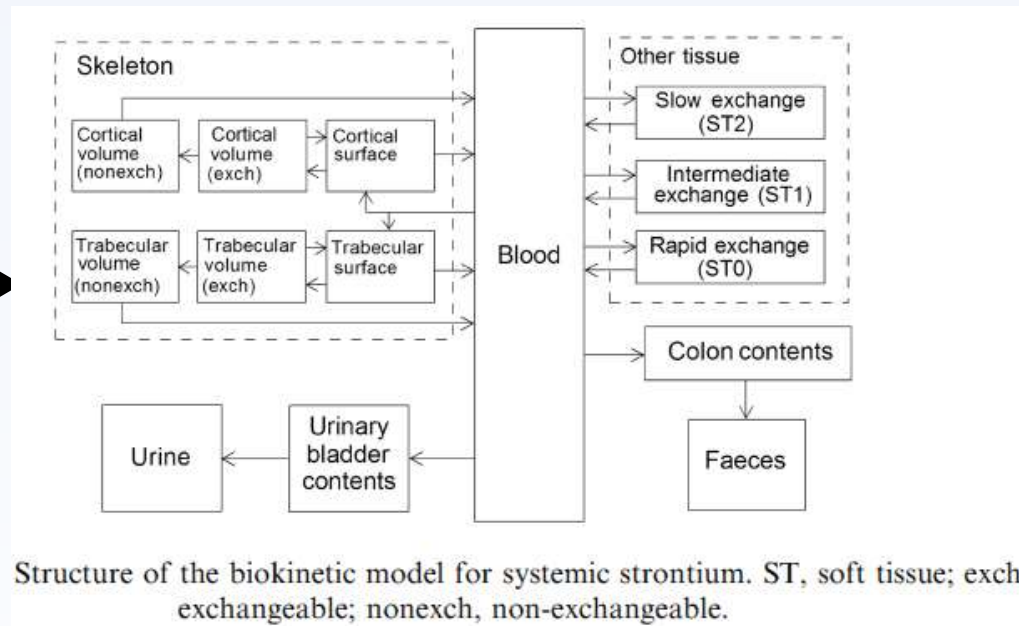 Skeleton
Cortical
volume
(nonexch)
Cortical
volume
(exch)
Cortical
surface
Trabecular
volume
(nonexch)
Trabecular
volume
(exch)
Trabecular
surface
Blood
Other tissue
Slow exchange
(ST2)
Intermediate
exchange (ST1)
Rapid exchange
(ST0)
Colon contents
Faeces
Urinary
bladder
contents
Urine
Structure of the biokinetic model for systemic strontium. ST, soft tissue; exch
exchangeable; nonexch, non-exchangeable.